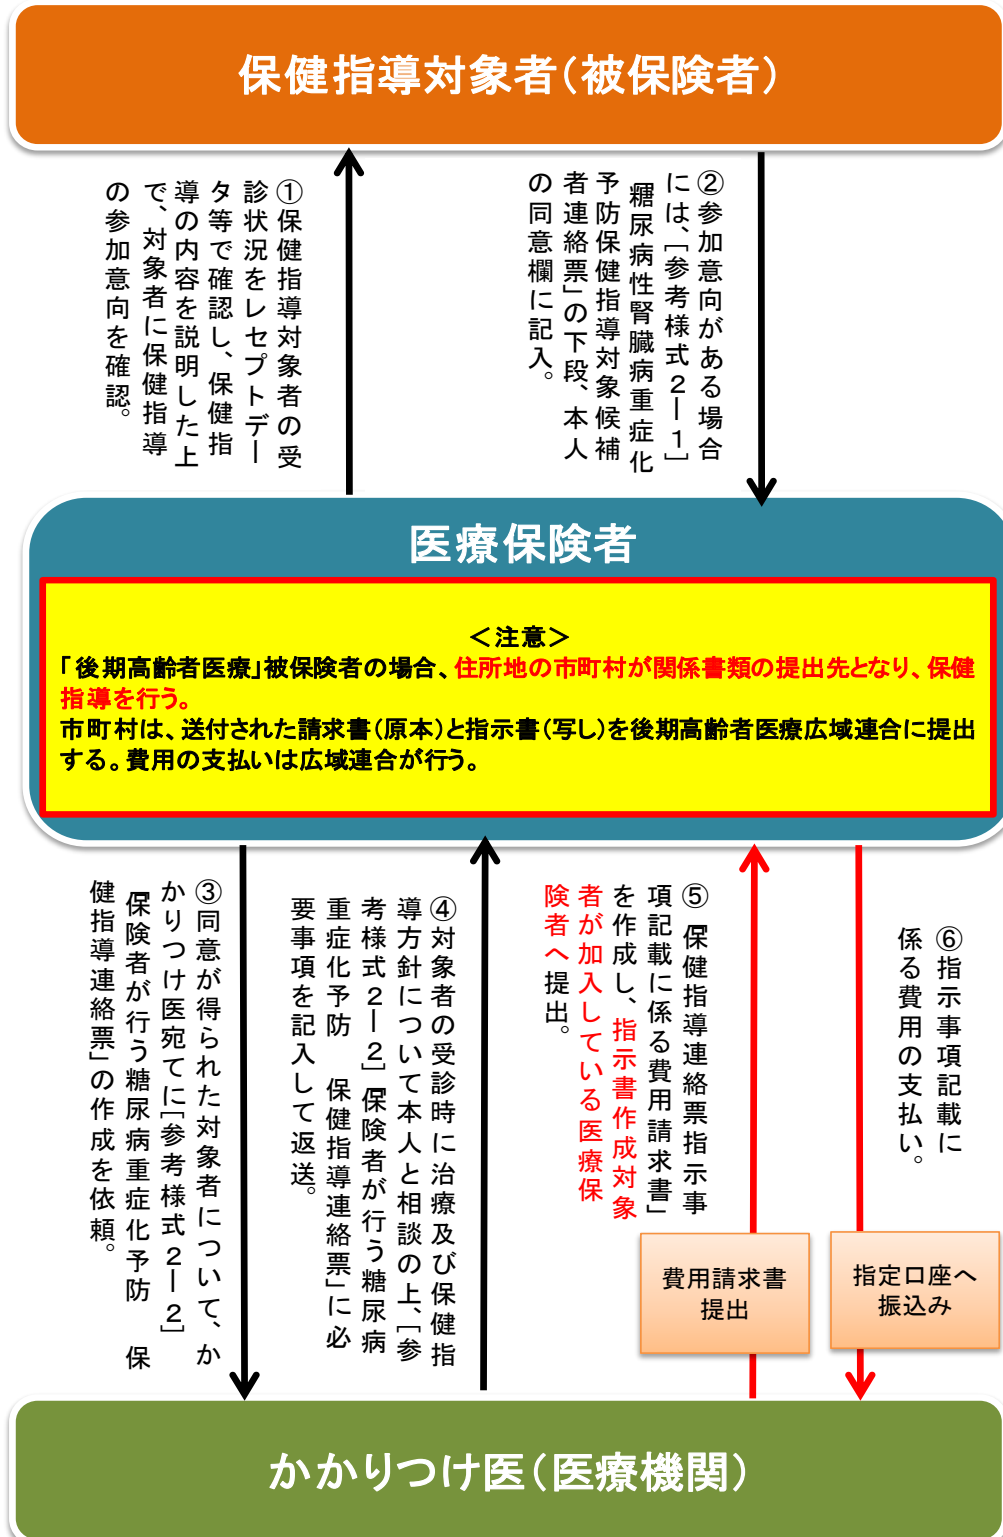 保健指導対象者（被保険者）
①保健指導対象者の受
診状況をレセプトデー
タ等で確認し、保健指
導の内容を説明した上
で、対象者に保健指導
の参加意向を確認。
②参加意向がある場合
には、［参考様式２－１］
「糖尿病性腎臓病重症化
予防保健指導対象候補
者連絡票」の下段、本人
の同意欄に記入。
医療保険者
＜注意＞
「後期高齢者医療」被保険者の場合、住所地の市町村が関係書類の提出先となり、保健
指導を行う。
市町村は、送付された請求書（原本）と指示書（写し）を後期高齢者医療広域連合に提出
する。費用の支払いは広域連合が行う。
③同意が得られた対象者について、か
かりつけ医宛てに［参考様式２－２］
『保険者が行う糖尿病重症化予防　保
健指導連絡票」の作成を依頼。
④対象者の受診時に治療及び保健指
導方針について本人と相談の上、［参
考様式２－２］『保険者が行う糖尿病
重症化予防　保健指導連絡票」に必
要事項を記入して返送。
⑤『保健指導連絡票指示事
項記載に係る費用請求書」
を作成し、指示書作成対象
者が加入している医療保
険者へ提出。
⑥指示事項記載に
係る費用の支払い。
費用請求書
提出
指定口座へ
振込み
かかりつけ医（医療機関）